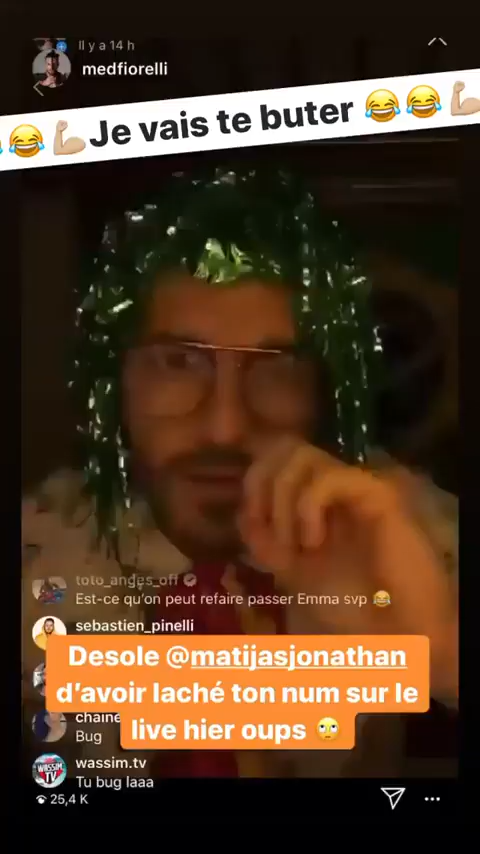 Il y a 14 h
medfiorelli
😂💪🏼Je vais te buter 😂😂💪🏼
toto_anges_off
Est-ce qu'on peut refaire passer Emma svp 😂
sebastien_pinelli
Desole @matijasjonathan
d'avoir laché ton num sur le
live hier oups 🙄
chaine
Bug
wassim.tv
Tu bug laaa
25,4 K